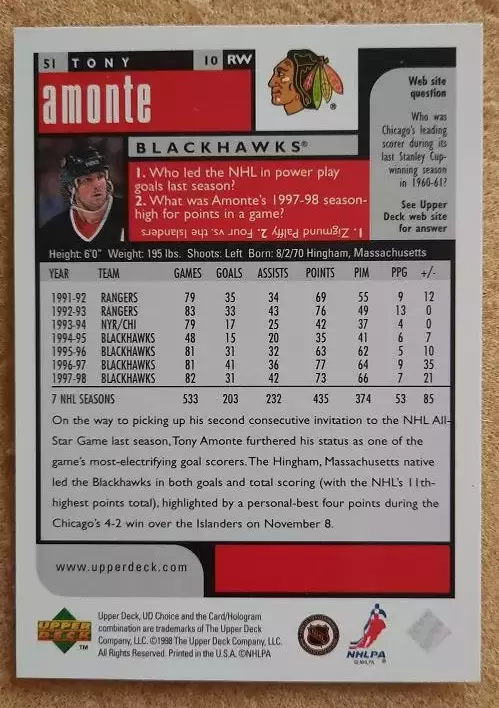 51 TONY 10 RW
amonte
BLACKHAWKS®
1. Who led the NHL in power play
goals last season?
2. What was Amonte's 1997-98 season-
high for points in a game?
1. Zigmund Palffy 2. Four vs. the Islanders
Web site
question
Who was
Chicago's leading
scorer during its
last Stanley Cup-
winning season
in 1960-61?
See Upper
Deck web site
for answer
Height: 6'0" Weight: 195 lbs. Shoots: Left Born: 8/2/70 Hingham, Massachusetts
YEAR TEAM GAMES GOALS ASSISTS POINTS PIM PPG +/-
1991-92 RANGERS 79 35 34 69 55 9 12
1992-93 RANGERS 83 33 43 76 49 13 0
1993-94 NYR/CHI 79 17 25 42 37 4 0
1994-95 BLACKHAWKS 48 15 20 35 41 6 7
1995-96 BLACKHAWKS 81 31 32 63 62 5 10
1996-97 BLACKHAWKS 81 41 36 77 64 9 35
1997-98 BLACKHAWKS 82 31 42 73 66 7 21
7 NHL SEASONS 533 203 232 435 374 53 85
On the way to picking up his second consecutive invitation to the NHL All-
Star Game last season, Tony Amonte furthered his status as one of the
game's most-electrifying goal scorers. The Hingham, Massachusetts native
led the Blackhawks in both goals and total scoring (with the NHL's 11th-
highest points total), highlighted by a personal-best four points during the
Chicago's 4-2 win over the Islanders on November 8.
www.upperdeck.com
UPPER
DECK
TM
Upper Deck, UD Choice and the Card/Hologram
combination are trademarks of The Upper Deck
Company, LLC. ©1998 The Upper Deck Company, LLC.
All Rights Reserved. Printed in the U.S.A. ©NHLPA
NHL
NHLPA
© NHLPA